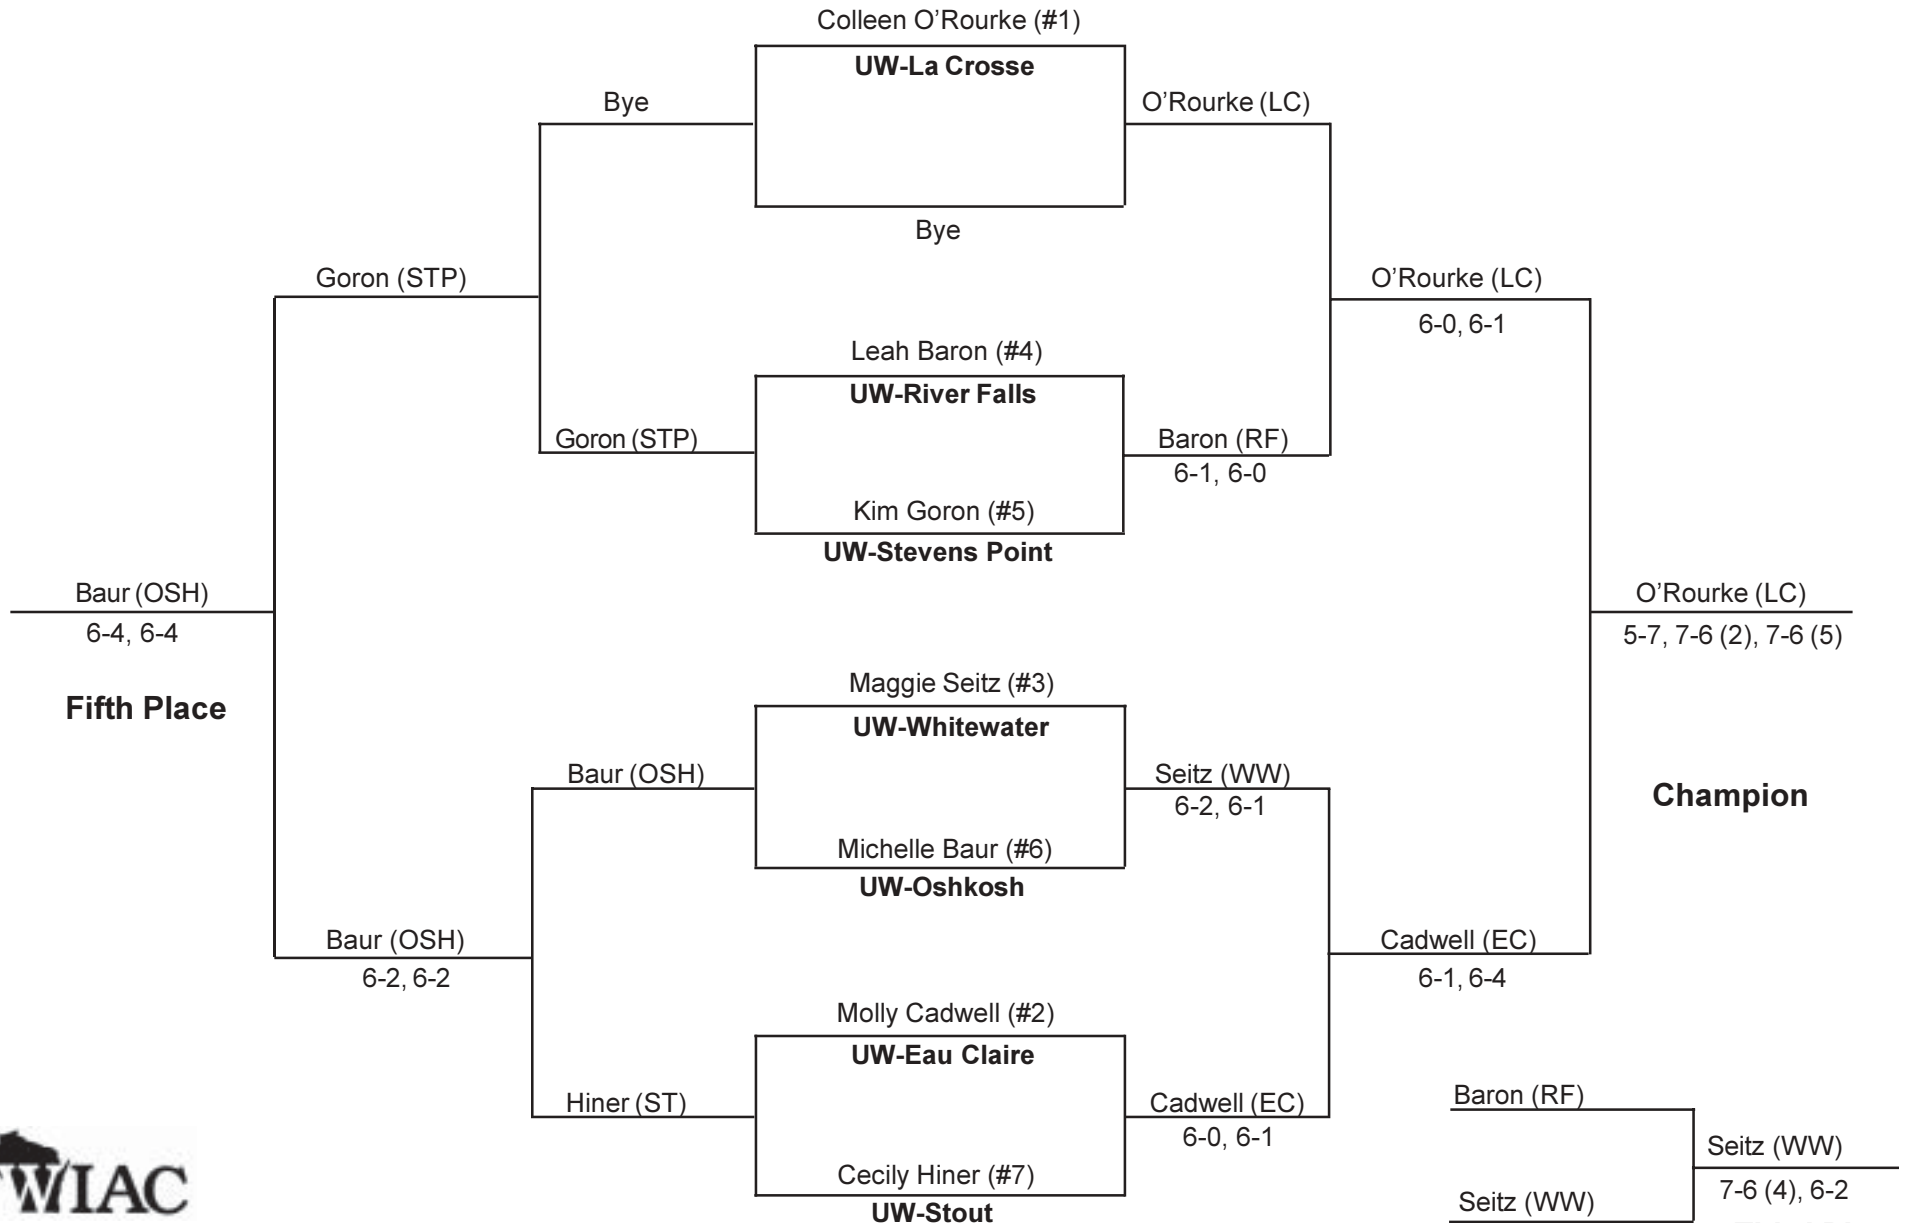 Colleen O’Rourke (#1)
UW-La Crosse
Bye
O’Rourke (LC)
Bye
Goron (STP)
O’Rourke (LC)
6-0, 6-1
Leah Baron (#4)
UW-River Falls
Goron (STP)
Baron (RF)
6-1, 6-0
Kim Goron (#5)
UW-Stevens Point
Baur (OSH)
6-4, 6-4
Fifth Place
O’Rourke (LC)
5-7, 7-6 (2), 7-6 (5)
Champion
Maggie Seitz (#3)
UW-Whitewater
Baur (OSH)
Seitz (WW)
6-2, 6-1
Michelle Baur (#6)
UW-Oshkosh
Baur (OSH)
6-2, 6-2
Cadwell (EC)
6-1, 6-4
Molly Cadwell (#2)
UW-Eau Claire
Hiner (ST)
Cadwell (EC)
6-0, 6-1
Cecily Hiner (#7)
UW-Stout
Baron (RF)
Seitz (WW)
7-6 (4), 6-2
Seitz (WW)
WIAC